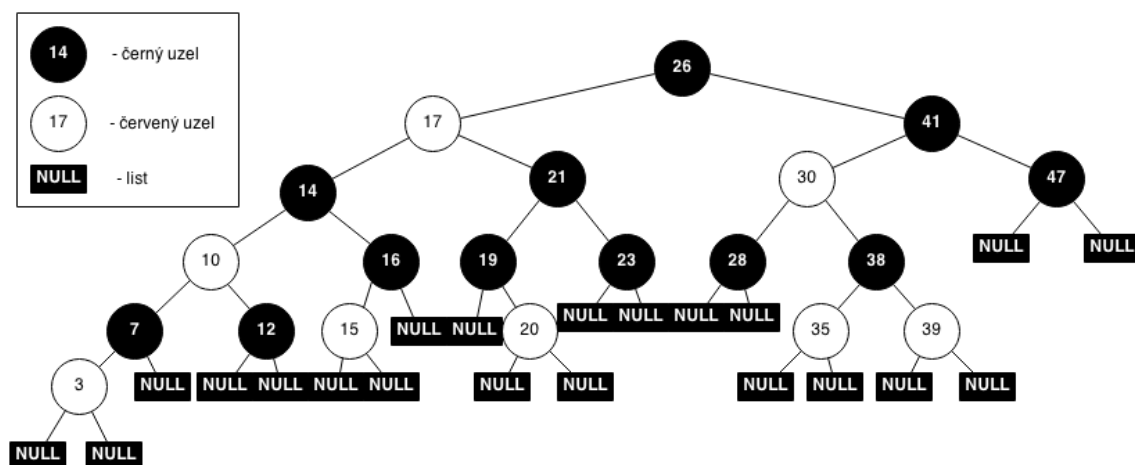 14 - černý uzel
17 - červený uzel
NULL - list
26
17 41
14 21 30 47
NULL NULL
10 16 19 23 28 38
NULL NULL NULL NULL NULL NULL
7 12 15 20 35 39
3 NULL NULL NULL NULL NULL NULL NULL NULL NULL NULL NULL
NULL NULL